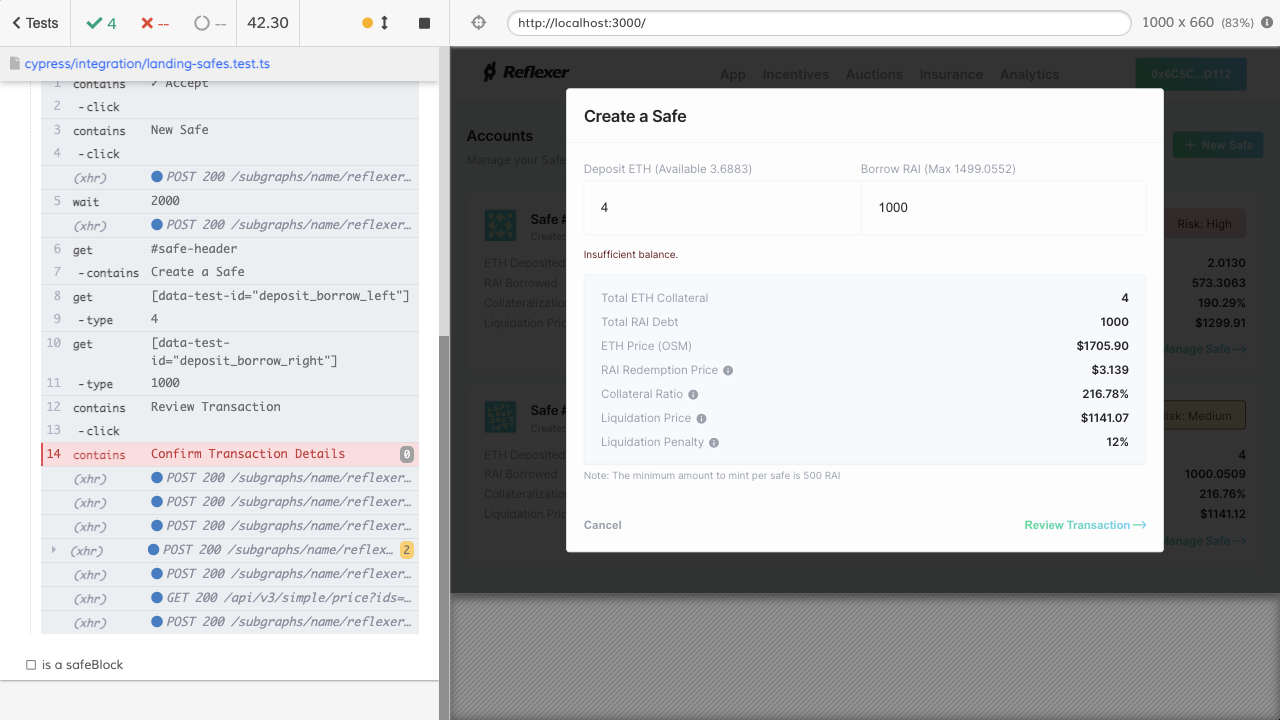 Tests
4
--
--
42.30
http://localhost:3000/
1000 x 660 (83%)
cypress/integration/landing-safes.test.ts
1 contains ✓ Accept
2 - click
3 contains New Safe
4 - click
(xhr) POST 200 /subgraphs/name/reflexer…
5 wait 2000
(xhr) POST 200 /subgraphs/name/reflexer…
6 get #safe-header
7 - contains Create a Safe
8 get [data-test-id="deposit_borrow_left"]
9 - type 4
10 get [data-test-
id="deposit_borrow_right"]
11 - type 1000
12 contains Review Transaction
13 - click
14 contains Confirm Transaction Details 0
(xhr) POST 200 /subgraphs/name/reflexer…
(xhr) POST 200 /subgraphs/name/reflexer…
(xhr) POST 200 /subgraphs/name/reflexer…
(xhr) POST 200 /subgraphs/name/reflex… 2
(xhr) POST 200 /subgraphs/name/reflexer…
(xhr) GET 200 /api/v3/simple/price?ids=…
(xhr) POST 200 /subgraphs/name/reflexer…
is a safeBlock
Reflexer
App Incentives Auctions Insurance Analytics
0x6C5C...D112
Accounts
Manage your Safe
+ New Safe
Create a Safe
Deposit ETH (Available 3.6883) Borrow RAI (Max 1499.0552)
4 1000
Insufficient balance.
Total ETH Collateral 4
Total RAI Debt 1000
ETH Price (OSM) $1705.90
RAI Redemption Price $3.139
Collateral Ratio 216.78%
Liquidation Price $1141.07
Liquidation Penalty 12%
Note: The minimum amount to mint per safe is 500 RAI
Cancel Review Transaction
Safe #
Created
Risk: High
ETH Deposited 2.0130
RAI Borrowed 573.3063
Collateralization 190.29%
Liquidation Pric $1299.91
Manage Safe
Safe #
Created
Risk: Medium
ETH Deposited 4
RAI Borrowed 1000.0509
Collateralization 216.76%
Liquidation Pric $1141.12
Manage Safe